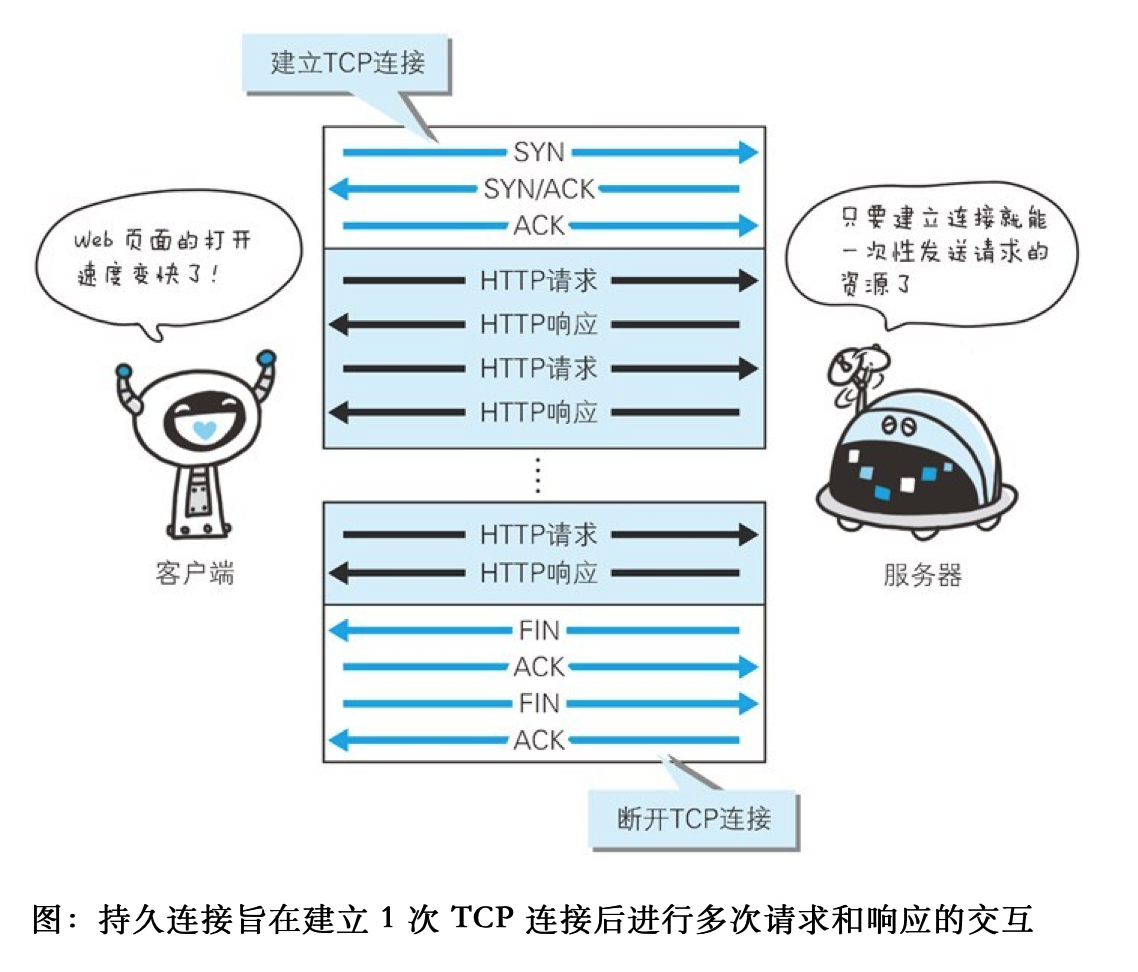 建立TCP连接
SYN
SYN/ACK
ACK
Web 页面的打开
速度变快了!
只要建立连接就能
一次性发送请求的
资源了
HTTP请求
HTTP响应
HTTP请求
HTTP响应
HTTP请求
HTTP响应
客户端
服务器
FIN
ACK
FIN
ACK
断开TCP连接
图：持久连接旨在建立 1 次 TCP 连接后进行多次请求和响应的交互